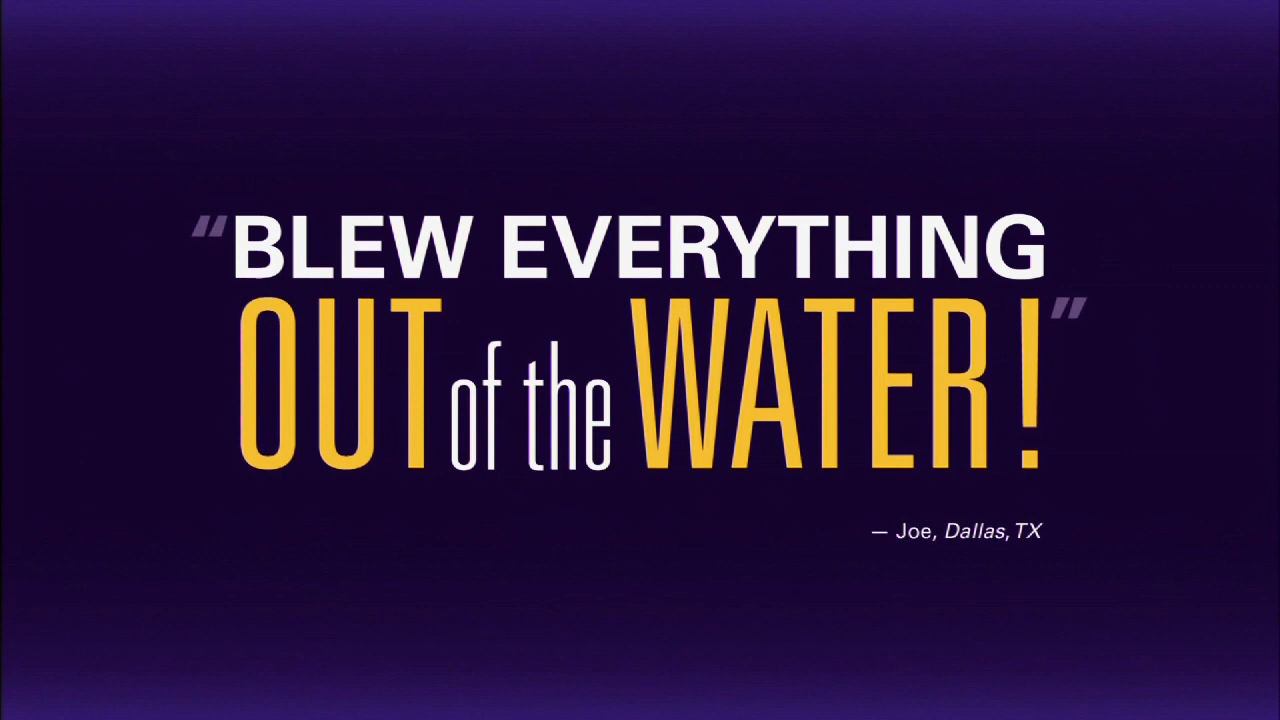 "BLEW EVERYTHING
OUT of the WATER!"
— Joe, Dallas, TX